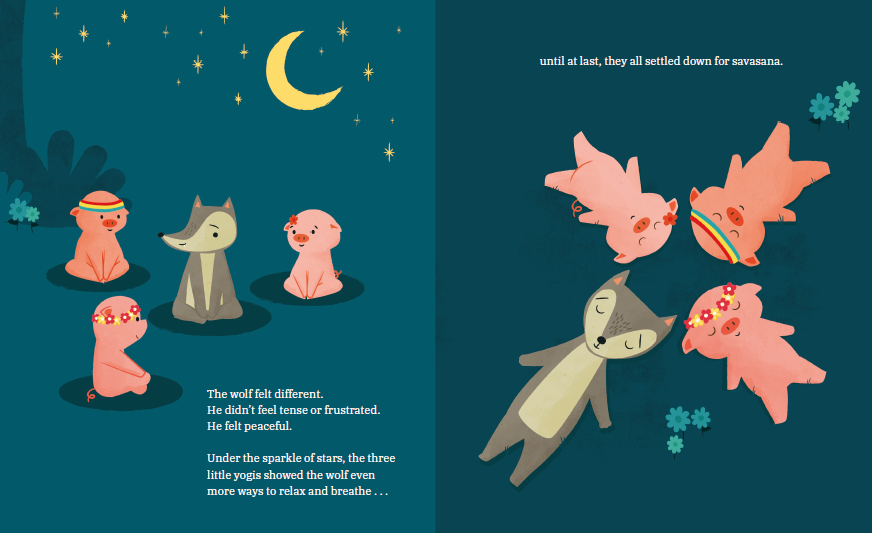 The wolf felt different.
He didn't feel tense or frustrated.
He felt peaceful.
Under the sparkle of stars, the three
little yogis showed the wolf even
more ways to relax and breathe . . .
until at last, they all settled down for savasana.